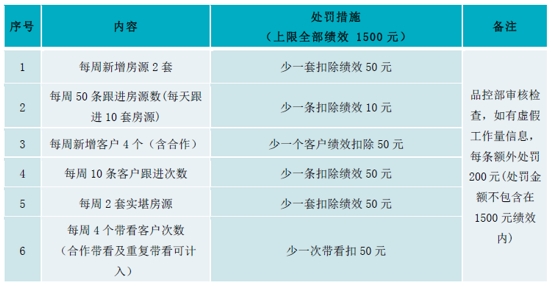 序号
内容
处罚措施
（上限全部绩效 1500 元）
备注
1
每周新增房源 2 套
少一套扣除绩效 50 元
2
每周 50 条跟进房源数(每天跟
进 10 套房源)
少一条扣除绩效 10 元
3
每周新增客户 4 个（含合作）
少一个客户绩效扣除 50 元
4
每周 10 条客户跟进次数
少一条扣除绩效 50 元
5
每周 2 套实堪房源
少一套扣除绩效 50 元
6
每周 4 个带看客户次数
（合作带看及重复带看可计
入）
少一次带看扣 50 元
品控部审核检
查，如有虚假
工作量信息，
每条额外处罚
200 元(处罚金
额不包含在
1500 元绩效
内)